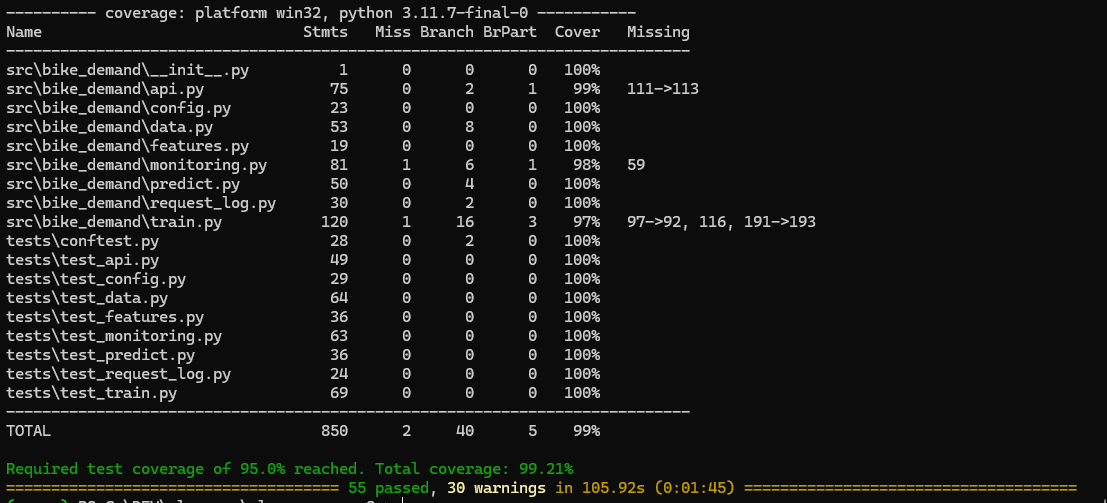 ---------- coverage: platform win32, python 3.11.7-final-0 -----------
Name                             Stmts   Miss Branch BrPart  Cover   Missing
----------------------------------------------------------------------------
src\bike_demand\__init__.py          1      0      0      0   100%
src\bike_demand\api.py              75      0      2      1    99%   111->113
src\bike_demand\config.py           23      0      0      0   100%
src\bike_demand\data.py             53      0      8      0   100%
src\bike_demand\features.py         19      0      0      0   100%
src\bike_demand\monitoring.py       81      1      6      1    98%   59
src\bike_demand\predict.py          50      0      4      0   100%
src\bike_demand\request_log.py      30      0      2      0   100%
src\bike_demand\train.py           120      1     16      3    97%   97->92, 116, 191->193
tests\conftest.py                   28      0      2      0   100%
tests\test_api.py                   49      0      0      0   100%
tests\test_config.py                29      0      0      0   100%
tests\test_data.py                  64      0      0      0   100%
tests\test_features.py              36      0      0      0   100%
tests\test_monitoring.py            63      0      0      0   100%
tests\test_predict.py               36      0      0      0   100%
tests\test_request_log.py           24      0      0      0   100%
tests\test_train.py                 69      0      0      0   100%
----------------------------------------------------------------------------
TOTAL                              850      2     40      5    99%
Required test coverage of 95.0% reached. Total coverage: 99.21%
===================================== 55 passed, 30 warnings in 105.92s (0:01:45) =====================================